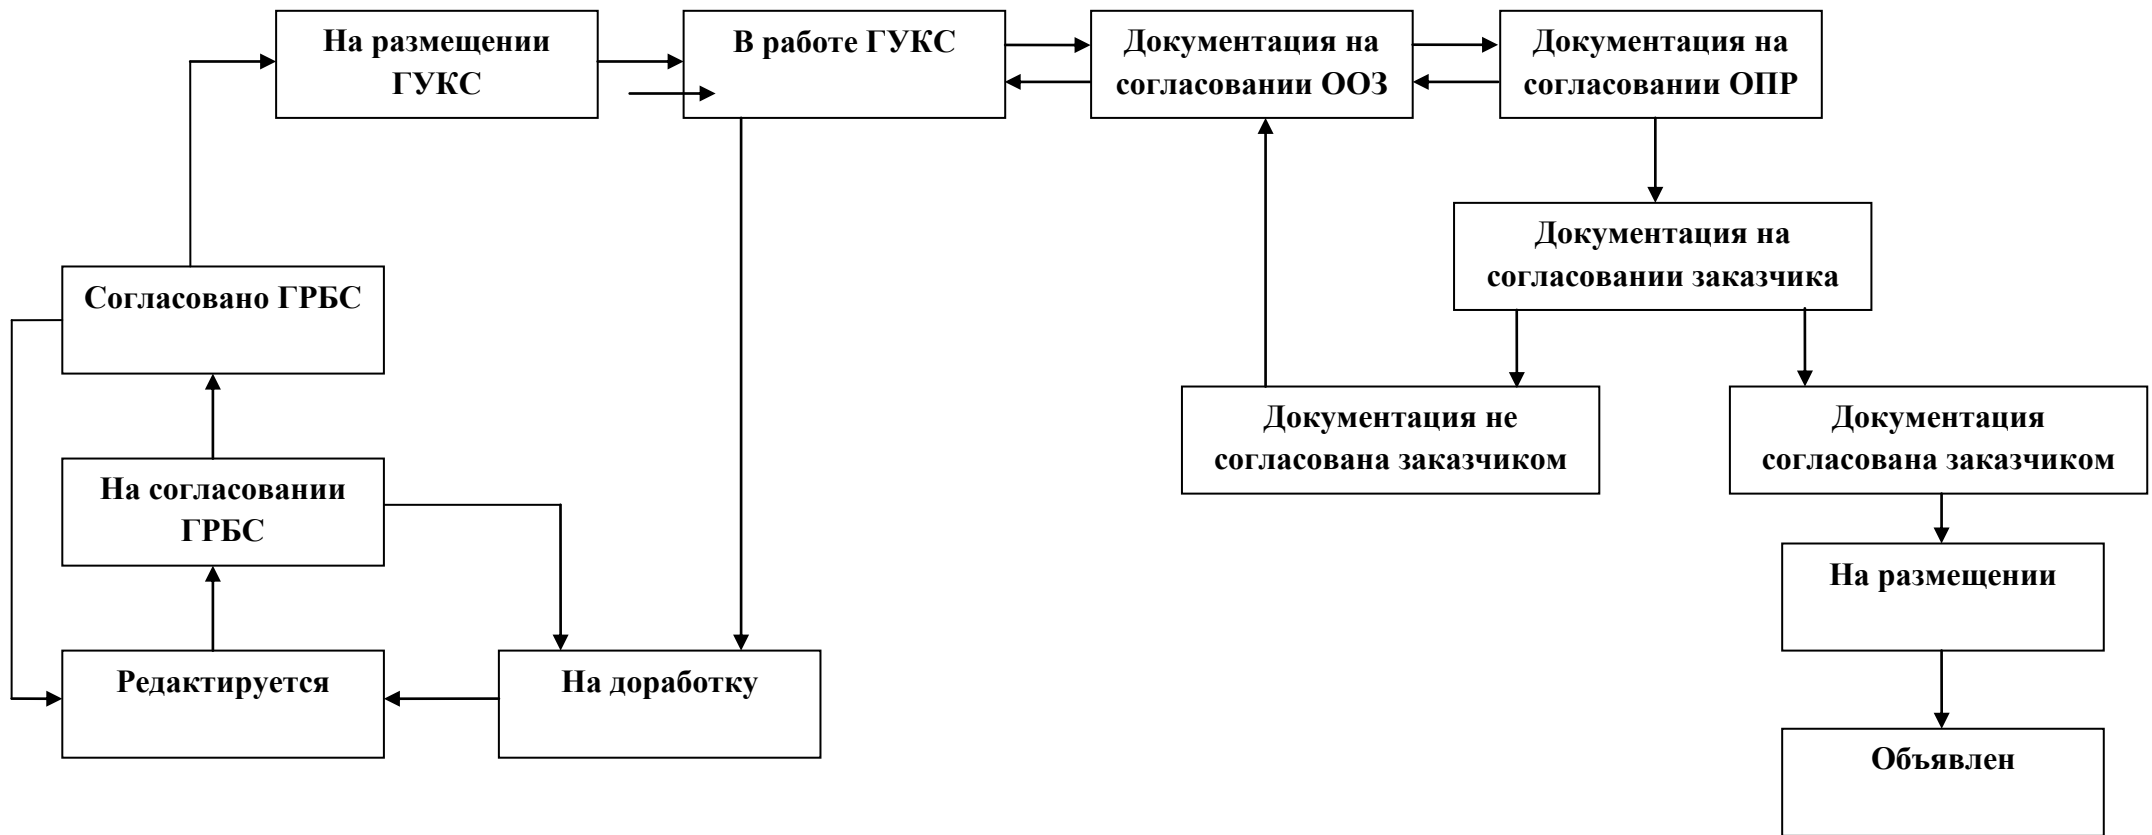 На размещении
ГУКС
В работе ГУКС
Документация на
согласовании ООЗ
Документация на
согласовании ОПР
Документация на
согласовании заказчика
Согласовано ГРБС
Документация не
согласована заказчиком
Документация
согласована заказчиком
На согласовании
ГРБС
На размещении
Редактируется
На доработку
Объявлен